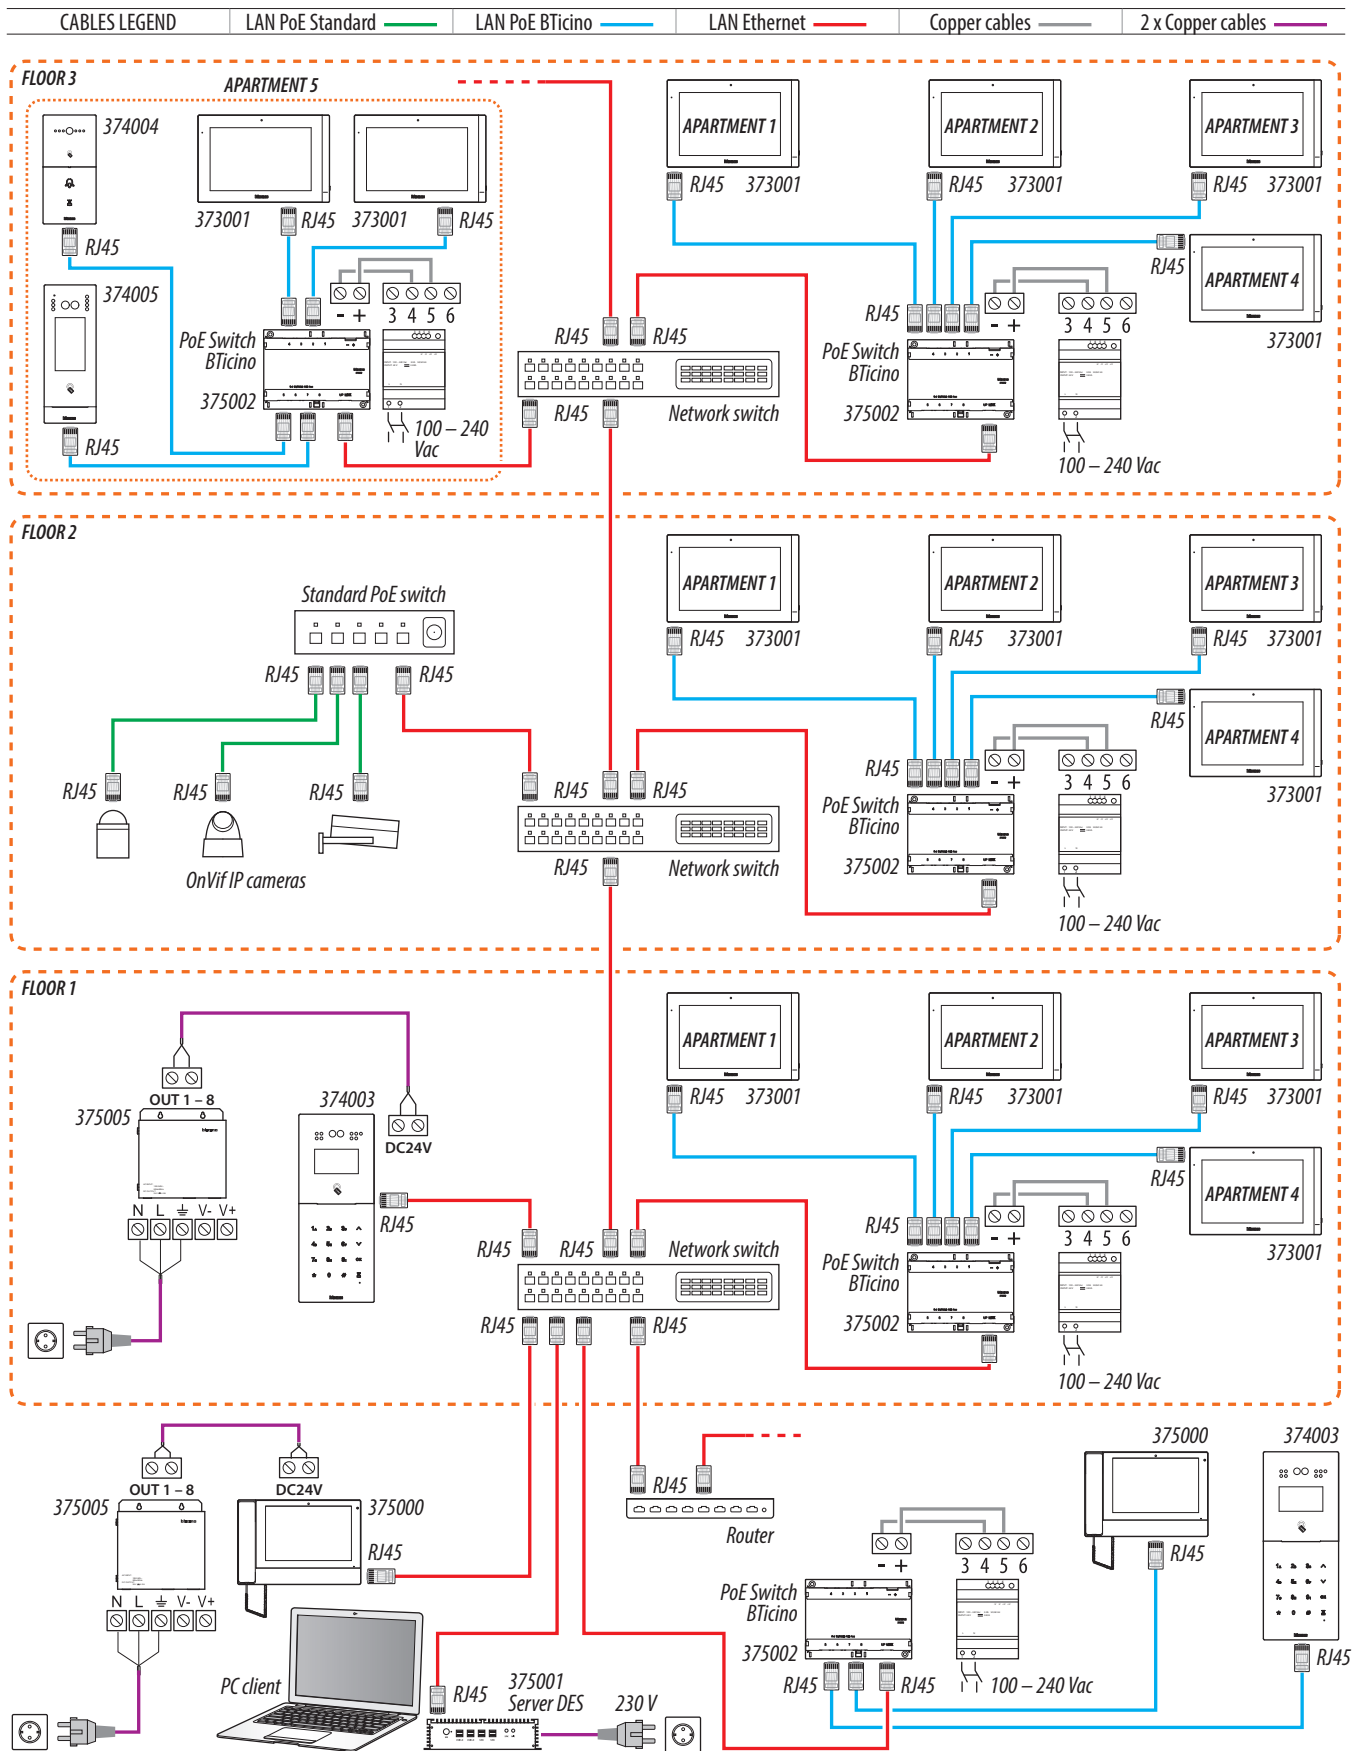 CABLES LEGEND LAN PoE Standard LAN PoE BTicino LAN Ethernet Copper cables 2 x Copper cables
FLOOR 3
APARTMENT 5
374004
RJ45
374005
RJ45
373001 RJ45 373001 RJ45
- + 3 4 5 6
PoE Switch
BTicino
375002
100 – 240
Vac
RJ45 RJ45
RJ45
Network switch
APARTMENT 1
RJ45 373001
APARTMENT 2
RJ45 373001
APARTMENT 3
RJ45 373001
APARTMENT 4
RJ45
373001
RJ45
- + 3 4 5 6
PoE Switch
BTicino
375002
100 – 240 Vac
FLOOR 2
Standard PoE switch
RJ45 RJ45
RJ45 RJ45 RJ45
OnVif IP cameras
RJ45 RJ45
RJ45
Network switch
APARTMENT 1
RJ45 373001
APARTMENT 2
RJ45 373001
APARTMENT 3
RJ45 373001
APARTMENT 4
RJ45
373001
RJ45
- + 3 4 5 6
PoE Switch
BTicino
375002
100 – 240 Vac
FLOOR 1
OUT 1 – 8
375005
N L V- V+
374003
DC24V
RJ45
RJ45 RJ45
Network switch
RJ45 RJ45
APARTMENT 1
RJ45 373001
APARTMENT 2
RJ45 373001
APARTMENT 3
RJ45 373001
APARTMENT 4
RJ45
373001
RJ45
- + 3 4 5 6
PoE Switch
BTicino
375002
100 – 240 Vac
OUT 1 – 8
375005
N L V- V+
DC24V
375000
RJ45
PC client
RJ45
375001
Server DES
230 V
RJ45
Router
- + 3 4 5 6
PoE Switch
BTicino
375002
RJ45 RJ45
100 – 240 Vac
375000
RJ45
374003
RJ45